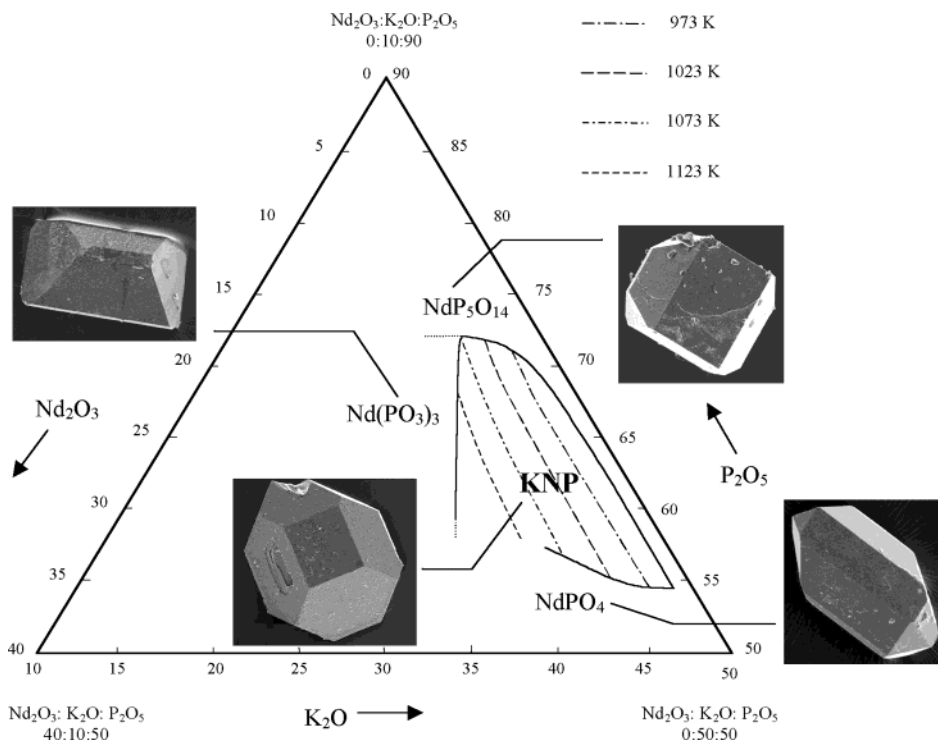 Nd₂O₃:K₂O:P₂O₅
0:10:90
973 K
1023 K
1073 K
1123 K
0 90
5 85
10 80
15 75
20 70
25 65
30 60
35 55
40 50
10 15 20 25 30 35 40 45 50
NdP₅O₁₄
Nd(PO₃)₃
Nd₂O₃
KNP
P₂O₅
NdPO₄
Nd₂O₃: K₂O: P₂O₅
40:10:50
K₂O
Nd₂O₃: K₂O: P₂O₅
0:50:50